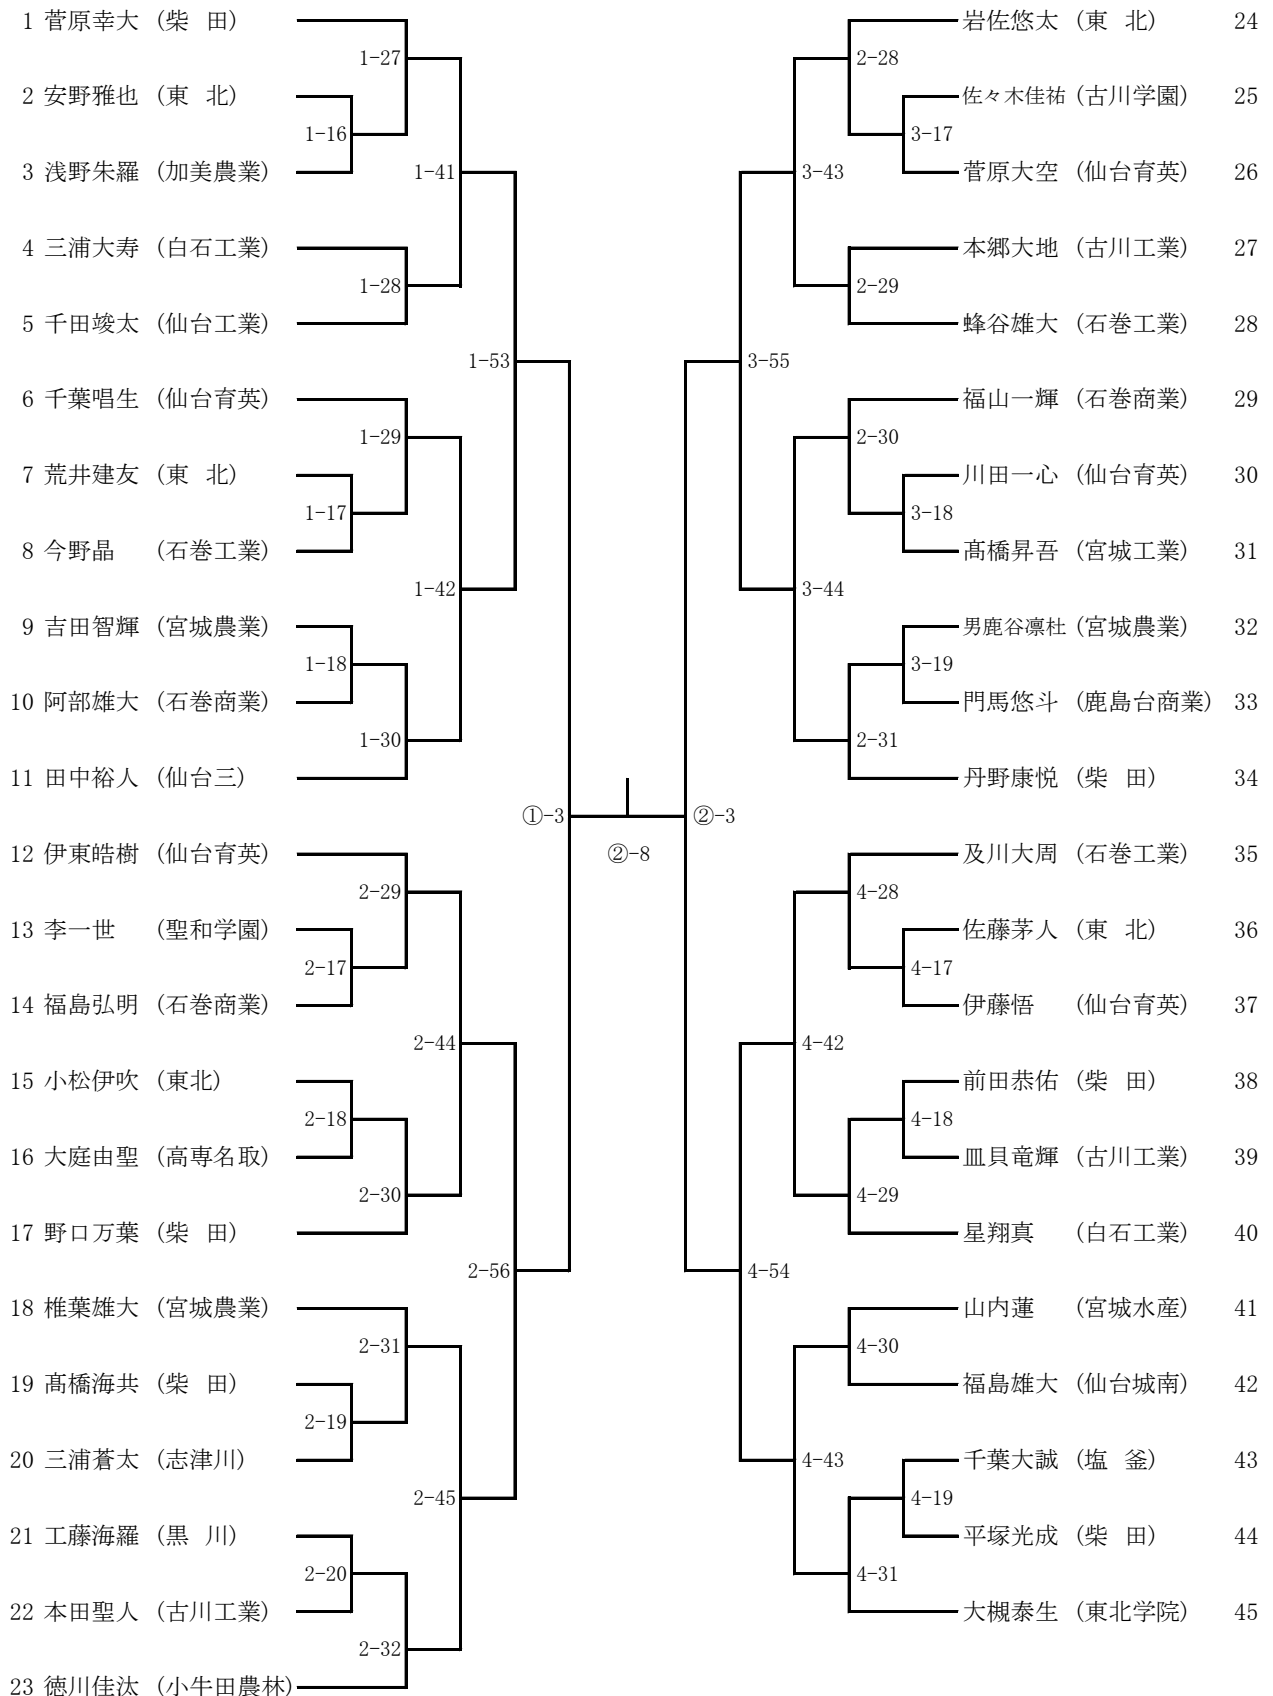 1 菅原幸大 (柴 田)
1-27
2 安野雅也 (東 北)
1-16
3 浅野朱羅 (加美農業)
1-41
4 三浦大寿 (白石工業)
1-28
5 千田竣太 (仙台工業)
1-53
6 千葉唱生 (仙台育英)
1-29
7 荒井建友 (東 北)
1-17
8 今野晶 (石巻工業)
1-42
9 吉田智輝 (宮城農業)
1-18
10 阿部雄大 (石巻商業)
1-30
11 田中裕人 (仙台三)
①-3
12 伊東皓樹 (仙台育英)
2-29
13 李一世 (聖和学園)
2-17
14 福島弘明 (石巻商業)
2-44
15 小松伊吹 (東北)
2-18
16 大庭由聖 (高専名取)
2-30
17 野口万葉 (柴 田)
2-56
18 椎葉雄大 (宮城農業)
2-31
19 髙橋海共 (柴 田)
2-19
20 三浦蒼太 (志津川)
2-45
21 工藤海羅 (黒 川)
2-20
22 本田聖人 (古川工業)
2-32
23 徳川佳汰 (小牛田農林)
②-8
岩佐悠太 (東 北) 24
2-28
佐々木佳祐 (古川学園) 25
3-17
菅原大空 (仙台育英) 26
3-43
本郷大地 (古川工業) 27
2-29
蜂谷雄大 (石巻工業) 28
3-55
福山一輝 (石巻商業) 29
2-30
川田一心 (仙台育英) 30
3-18
髙橋昇吾 (宮城工業) 31
3-44
男鹿谷凛杜 (宮城農業) 32
3-19
門馬悠斗 (鹿島台商業) 33
2-31
丹野康悦 (柴 田) 34
②-3
及川大周 (石巻工業) 35
4-28
佐藤茅人 (東 北) 36
4-17
伊藤悟 (仙台育英) 37
4-42
前田恭佑 (柴 田) 38
4-18
皿貝竜輝 (古川工業) 39
4-29
星翔真 (白石工業) 40
4-54
山内蓮 (宮城水産) 41
4-30
福島雄大 (仙台城南) 42
4-43
千葉大誠 (塩 釜) 43
4-19
平塚光成 (柴 田) 44
4-31
大槻泰生 (東北学院) 45